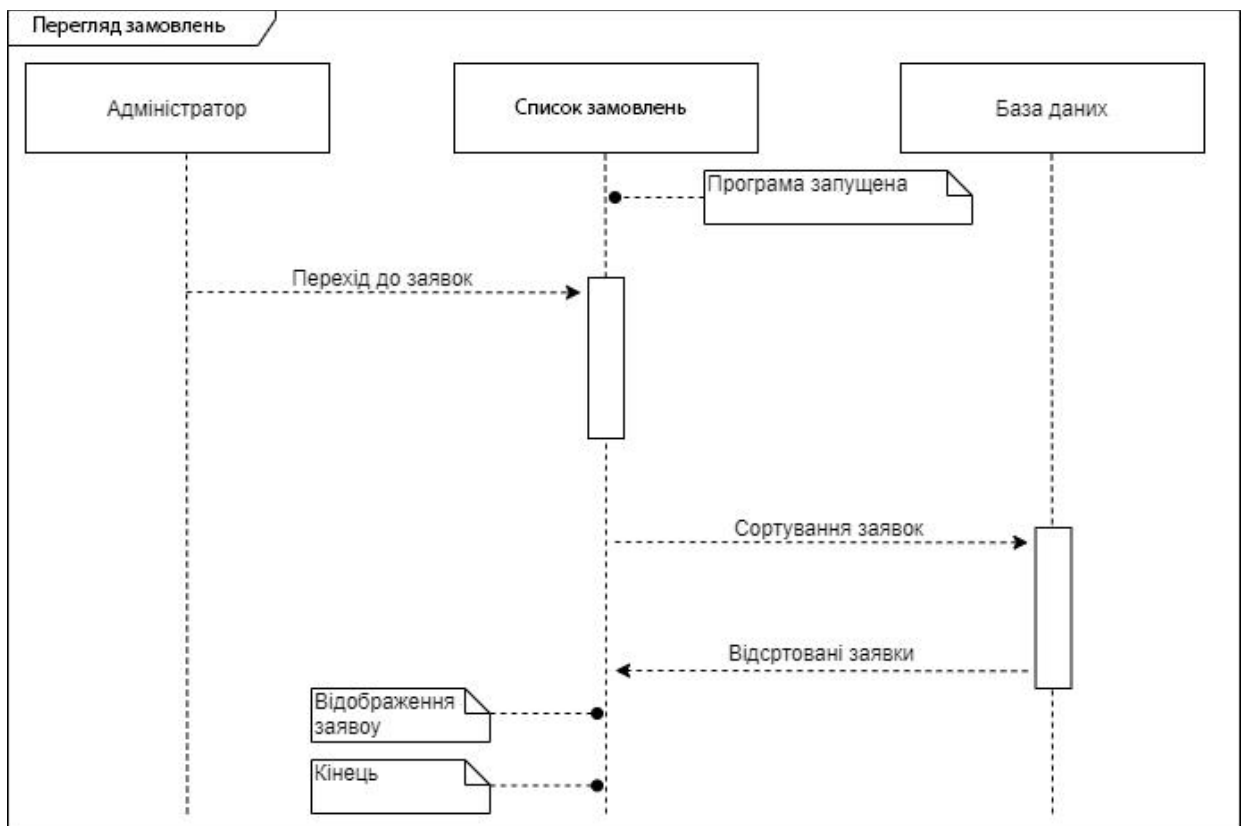 Перегляд замовлень
Адміністратор
Список замовлень
База даних
Програма запущена
Перехід до заявок
Сортування заявок
Відсртовані заявки
Відображення
заявоу
Кінець